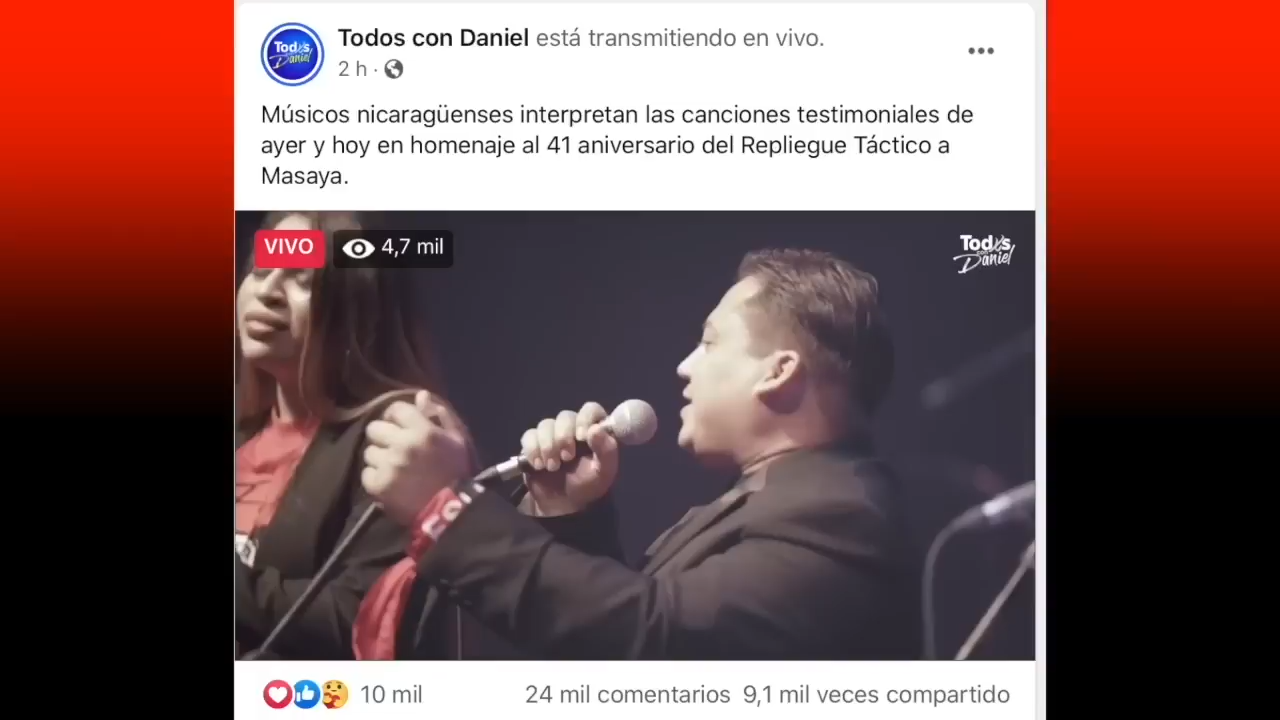 Todos con Daniel está transmitiendo en vivo.
2 h ·
Músicos nicaragüenses interpretan las canciones testimoniales de
ayer y hoy en homenaje al 41 aniversario del Repliegue Táctico a
Masaya.
VIVO 4,7 mil
Todos
con
Daniel
10 mil 24 mil comentarios 9,1 mil veces compartido